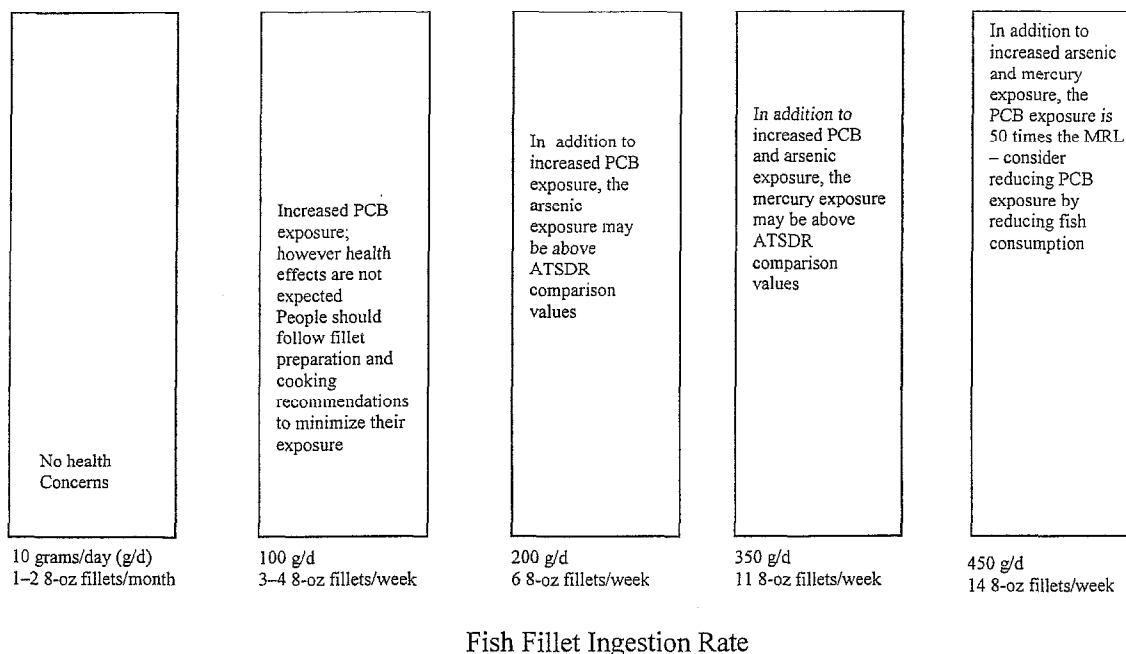 No health
Concerns
10 grams/day (g/d)
1–2 8-oz fillets/month
Increased PCB
exposure;
however health
effects are not
expected
People should
follow fillet
preparation and
cooking
recommendations
to minimize their
exposure
100 g/d
3–4 8-oz fillets/week
In addition to
increased PCB
exposure, the
arsenic
exposure may
be above
ATSDR
comparison
values
200 g/d
6 8-oz fillets/week
In addition to
increased PCB
and arsenic
exposure, the
mercury exposure
may be above
ATSDR
comparison
values
350 g/d
11 8-oz fillets/week
In addition to
increased arsenic
and mercury
exposure, the
PCB exposure is
50 times the MRL
– consider
reducing PCB
exposure by
reducing fish
consumption
450 g/d
14 8-oz fillets/week
Fish Fillet Ingestion Rate